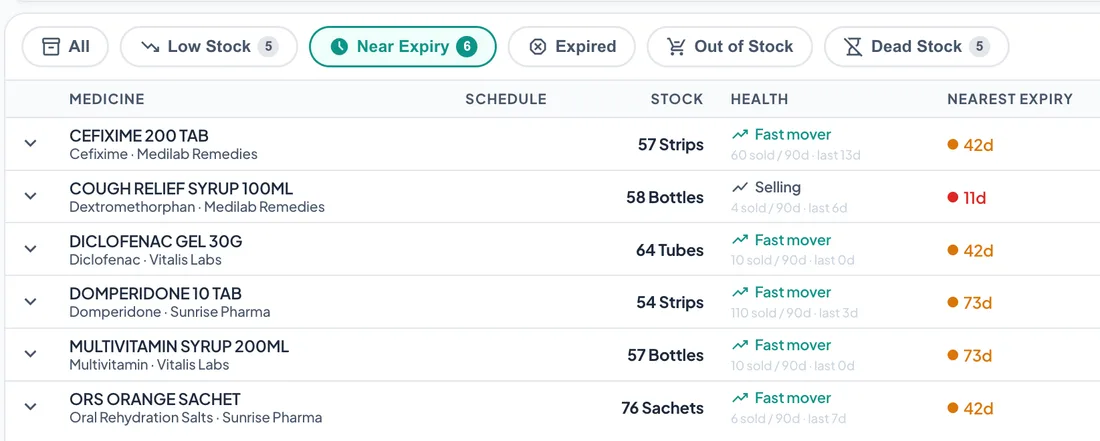 All
Low Stock 5
Near Expiry 6
Expired
Out of Stock
Dead Stock 5
MEDICINE SCHEDULE STOCK HEALTH NEAREST EXPIRY
CEFIXIME 200 TAB
Cefixime · Medilab Remedies
57 Strips
Fast mover
60 sold / 90d · last 13d
42d
COUGH RELIEF SYRUP 100ML
Dextromethorphan · Medilab Remedies
58 Bottles
Selling
4 sold / 90d · last 6d
11d
DICLOFENAC GEL 30G
Diclofenac · Vitalis Labs
64 Tubes
Fast mover
10 sold / 90d · last 0d
42d
DOMPERIDONE 10 TAB
Domperidone · Sunrise Pharma
54 Strips
Fast mover
110 sold / 90d · last 3d
73d
MULTIVITAMIN SYRUP 200ML
Multivitamin · Vitalis Labs
57 Bottles
Fast mover
10 sold / 90d · last 0d
73d
ORS ORANGE SACHET
Oral Rehydration Salts · Sunrise Pharma
76 Sachets
Fast mover
6 sold / 90d · last 7d
42d